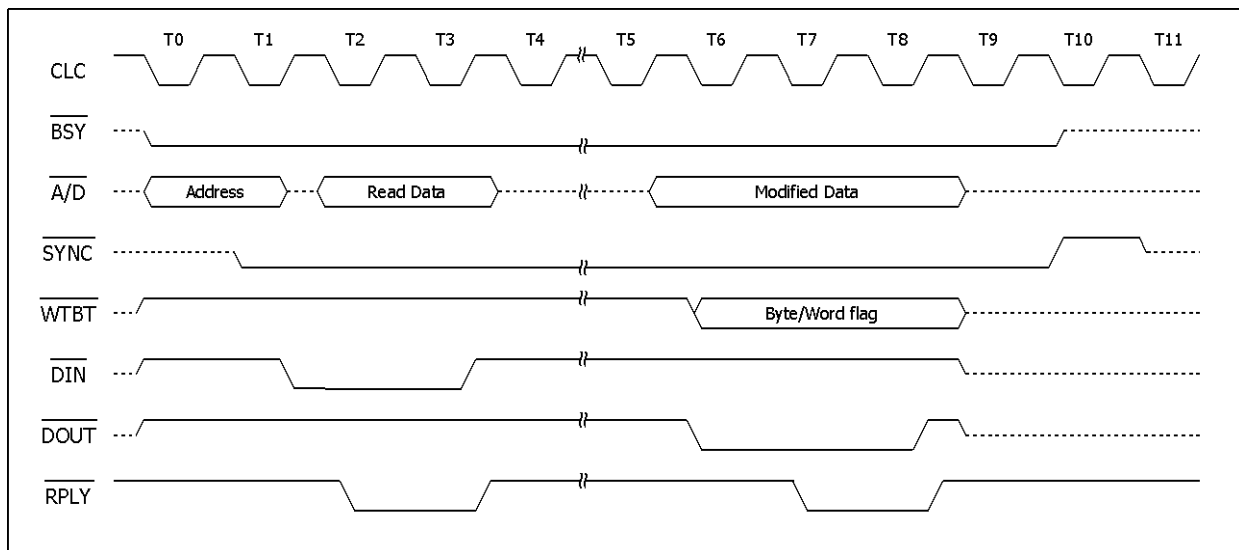 T0 T1 T2 T3 T4 T5 T6 T7 T8 T9 T10 T11
CLC
BSY
A/D Address Read Data Modified Data
SYNC
WTBT Byte/Word flag
DIN
DOUT
RPLY